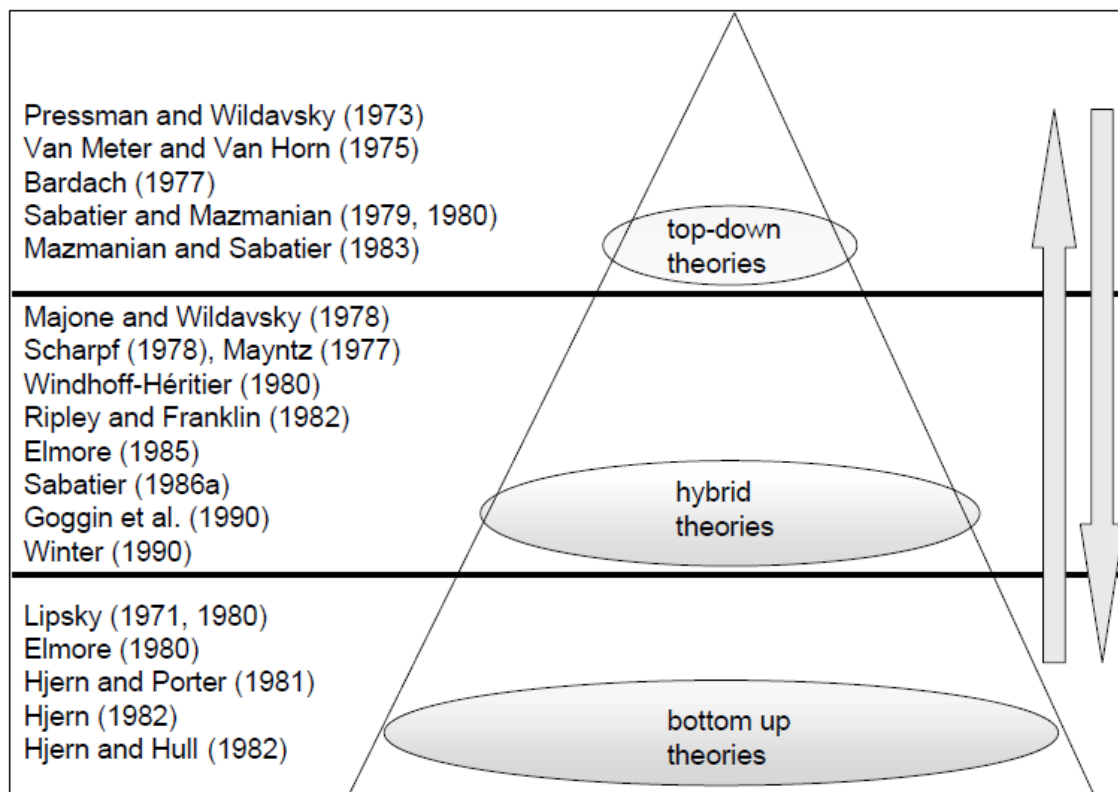 Pressman and Wildavsky (1973)
Van Meter and Van Horn (1975)
Bardach (1977)
Sabatier and Mazmanian (1979, 1980)
Mazmanian and Sabatier (1983)
top-down
theories
Majone and Wildavsky (1978)
Scharpf (1978), Mayntz (1977)
Windhoff-Héritier (1980)
Ripley and Franklin (1982)
Elmore (1985)
Sabatier (1986a)
Goggin et al. (1990)
Winter (1990)
hybrid
theories
Lipsky (1971, 1980)
Elmore (1980)
Hjern and Porter (1981)
Hjern (1982)
Hjern and Hull (1982)
bottom up
theories